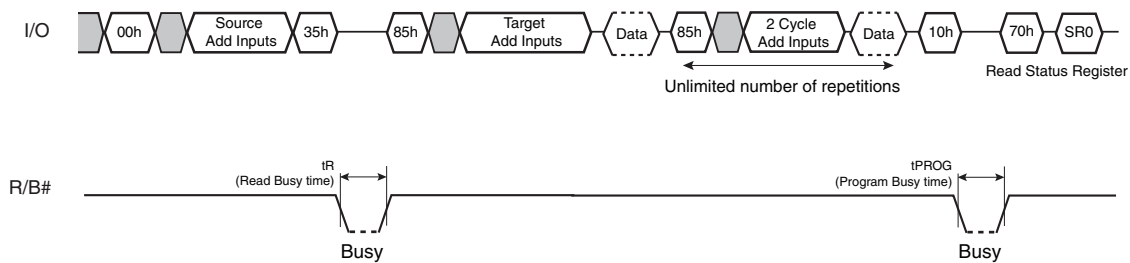 I/O
00h
Source
Add Inputs
35h
85h
Target
Add Inputs
Data
85h
2 Cycle
Add Inputs
Data
10h
70h
SR0
Unlimited number of repetitions
Read Status Register
R/B#
tR
(Read Busy time)
Busy
tPROG
(Program Busy time)
Busy